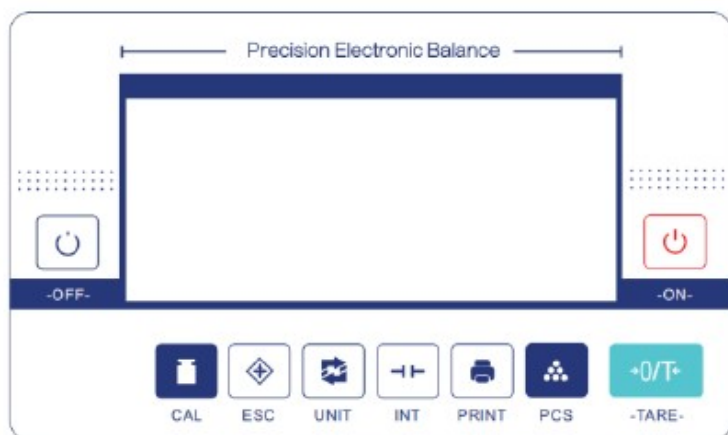 Precision Electronic Balance
-OFF-
-ON-
→0/T←
CAL
ESC
UNIT
INT
PRINT
PCS
-TARE-